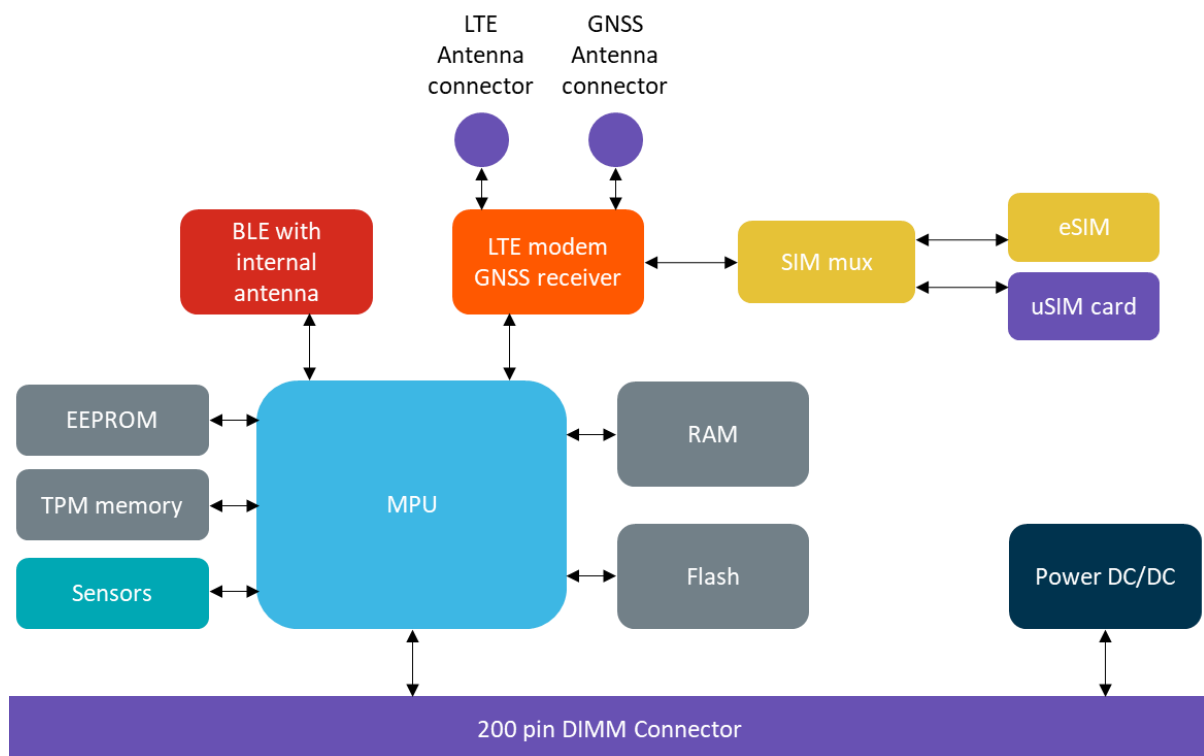 LTE
Antenna
connector
GNSS
Antenna
connector
BLE with
internal
antenna
LTE modem
GNSS receiver
SIM mux
eSIM
uSIM card
EEPROM
TPM memory
Sensors
MPU
RAM
Flash
Power DC/DC
200 pin DIMM Connector